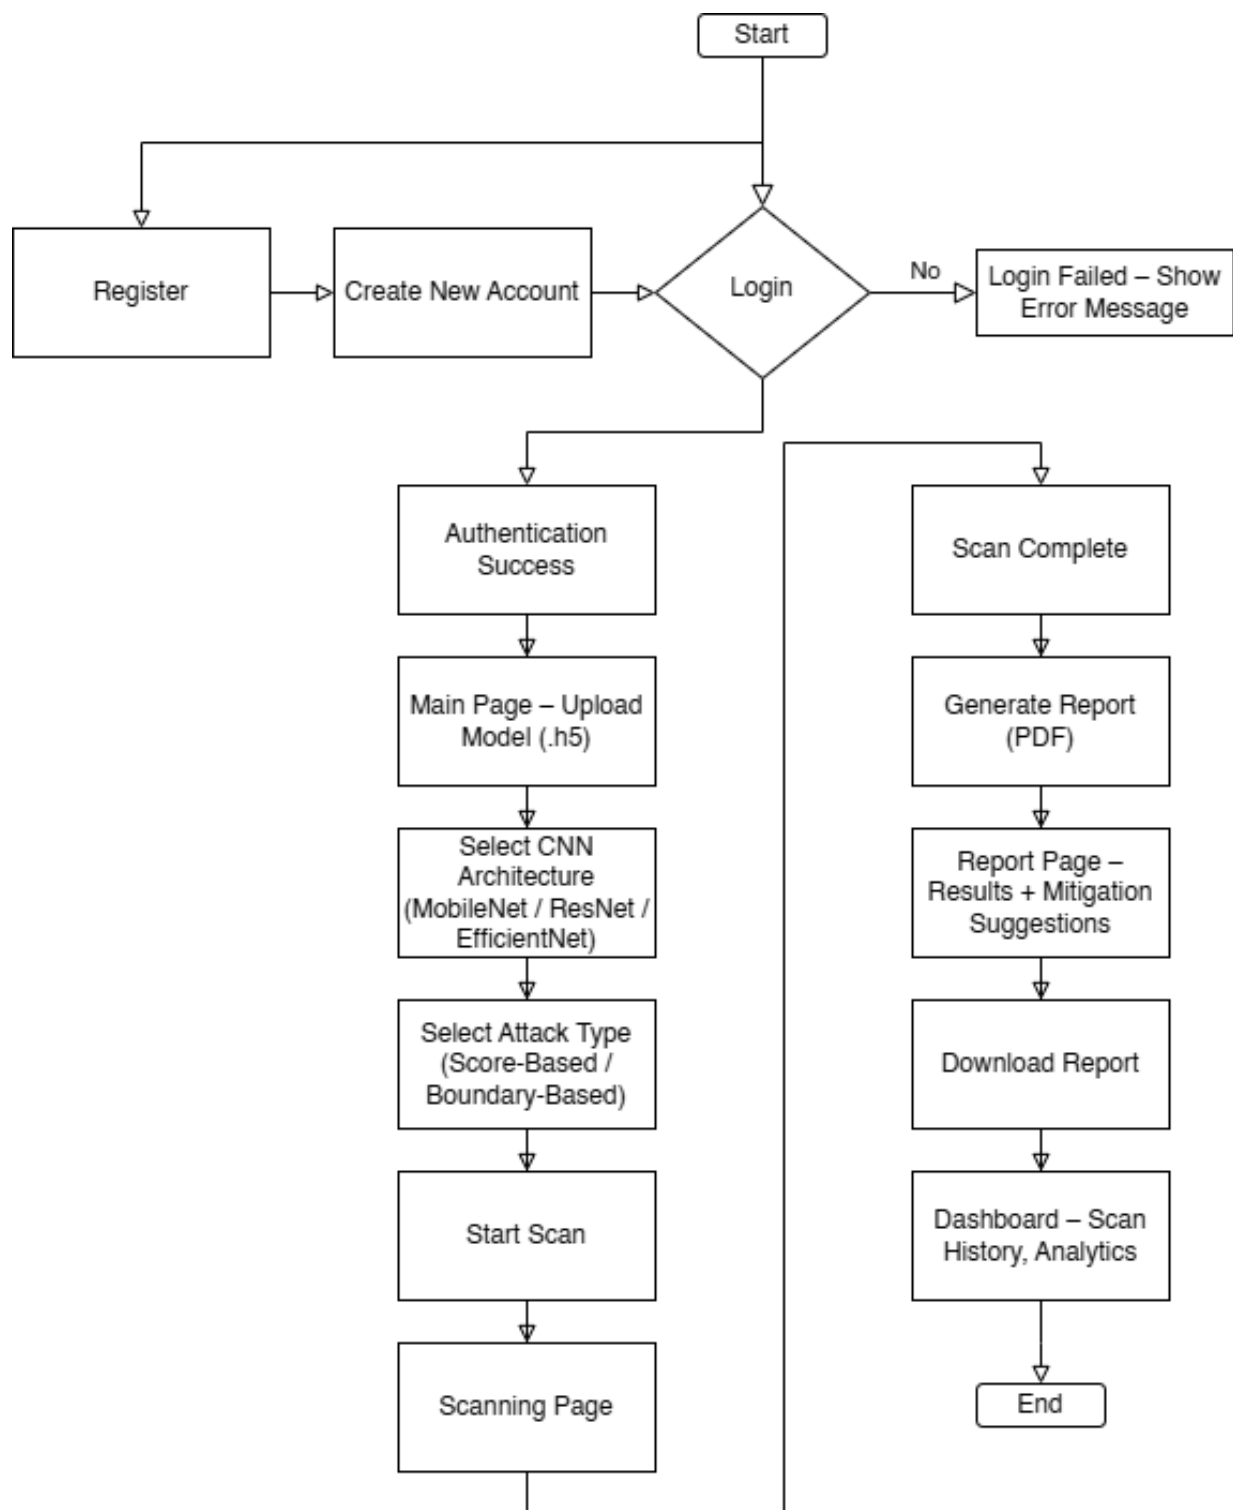 Start
Register
Create New Account
Login
No
Login Failed – Show
Error Message
Authentication
Success
Main Page – Upload
Model (.h5)
Select CNN
Architecture
(MobileNet / ResNet /
EfficientNet)
Select Attack Type
(Score-Based /
Boundary-Based)
Start Scan
Scanning Page
Scan Complete
Generate Report
(PDF)
Report Page –
Results + Mitigation
Suggestions
Download Report
Dashboard – Scan
History, Analytics
End